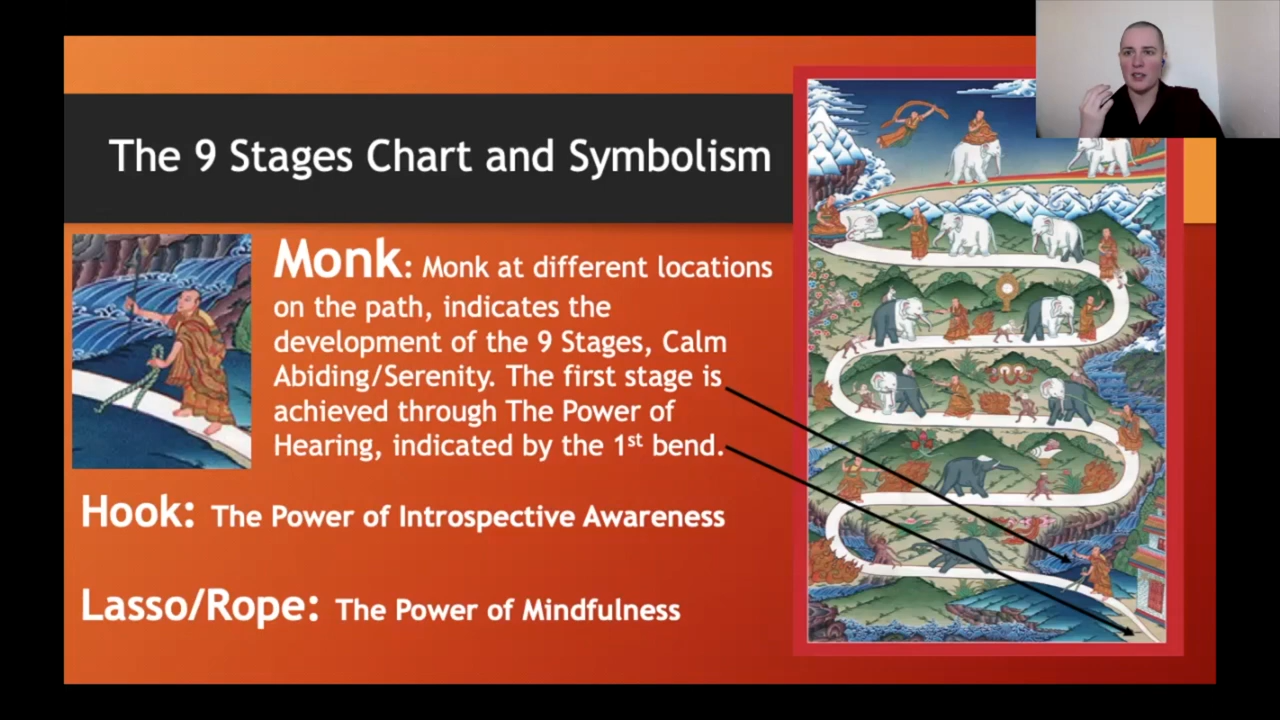 The 9 Stages Chart and Symbolism
Monk: Monk at different locations
on the path, indicates the
development of the 9 Stages, Calm
Abiding/Serenity. The first stage is
achieved through The Power of
Hearing, indicated by the 1st bend.
Hook: The Power of Introspective Awareness
Lasso/Rope: The Power of Mindfulness